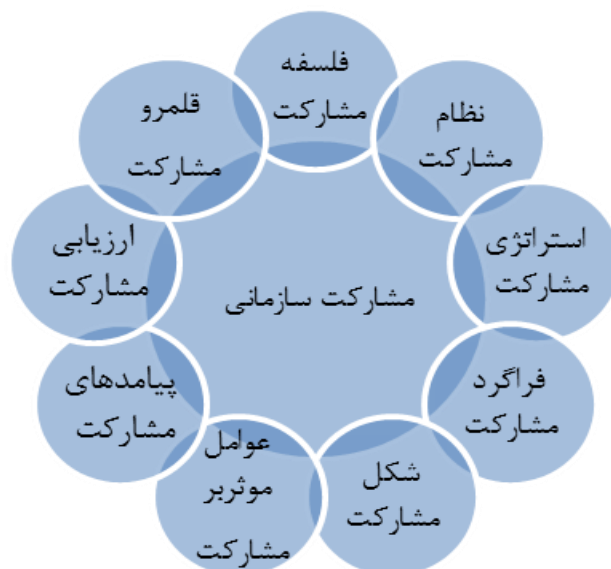 فلسفه
مشارکت
نظام
مشارکت
استراتژی
مشارکت
فراگرد
مشارکت
شکل
مشارکت
عوامل
موثربر
مشارکت
پیامدهای
مشارکت
ارزیابی
مشارکت
قلمرو
مشارکت
مشارکت سازمانی